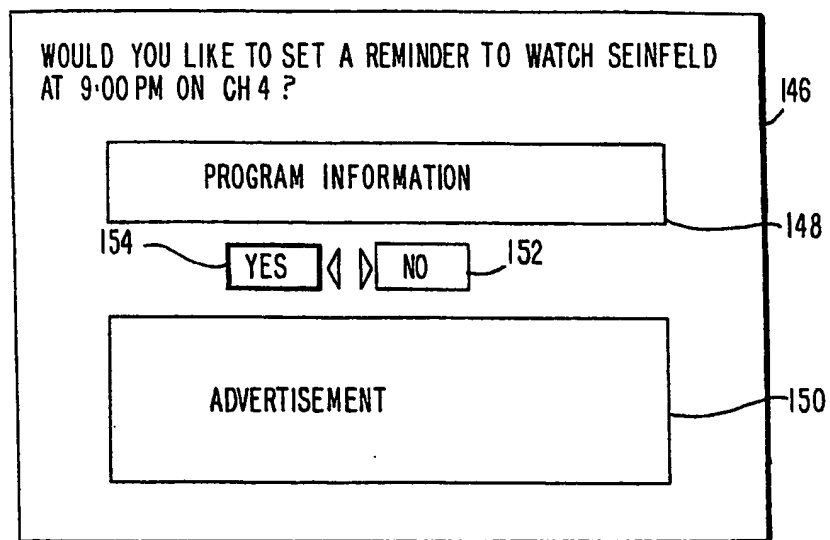 WOULD YOU LIKE TO SET A REMINDER TO WATCH SEINFELD
AT 9:00 PM ON CH 4 ?
146
PROGRAM INFORMATION
148
154
YES
NO
152
ADVERTISEMENT
150